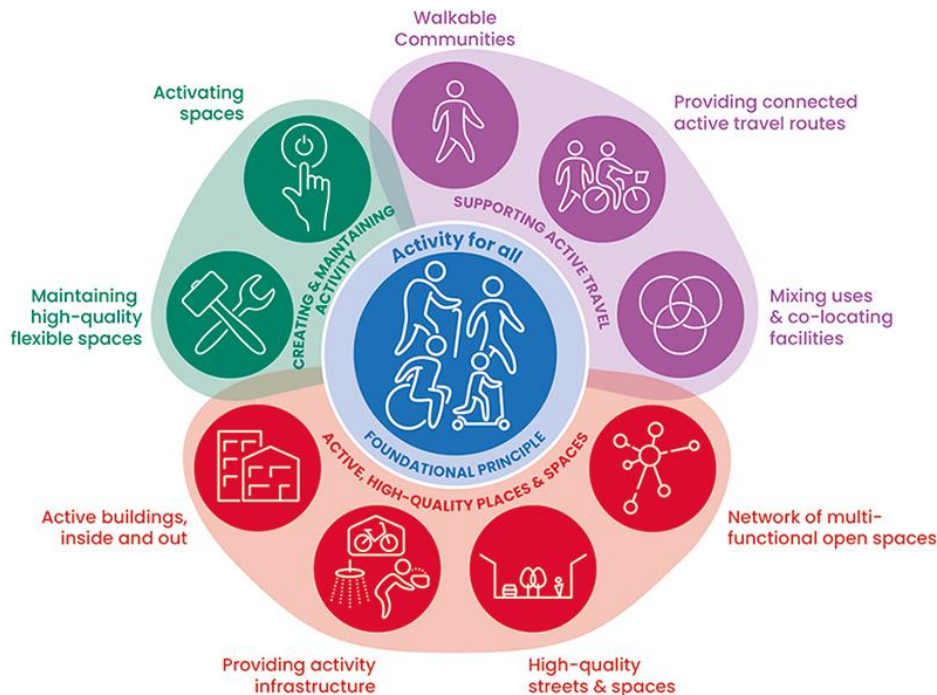 Walkable
Communities
Providing connected
active travel routes
Mixing uses
& co-locating
facilities
SUPPORTING ACTIVE TRAVEL
Activating
spaces
Maintaining
high-quality
flexible spaces
CREATING & MAINTAINING
ACTIVITY
Activity for all
FOUNDATIONAL PRINCIPLE
ACTIVE, HIGH-QUALITY PLACES & SPACES
Active buildings,
inside and out
Network of multi-
functional open spaces
Providing activity
infrastructure
High-quality
streets & spaces